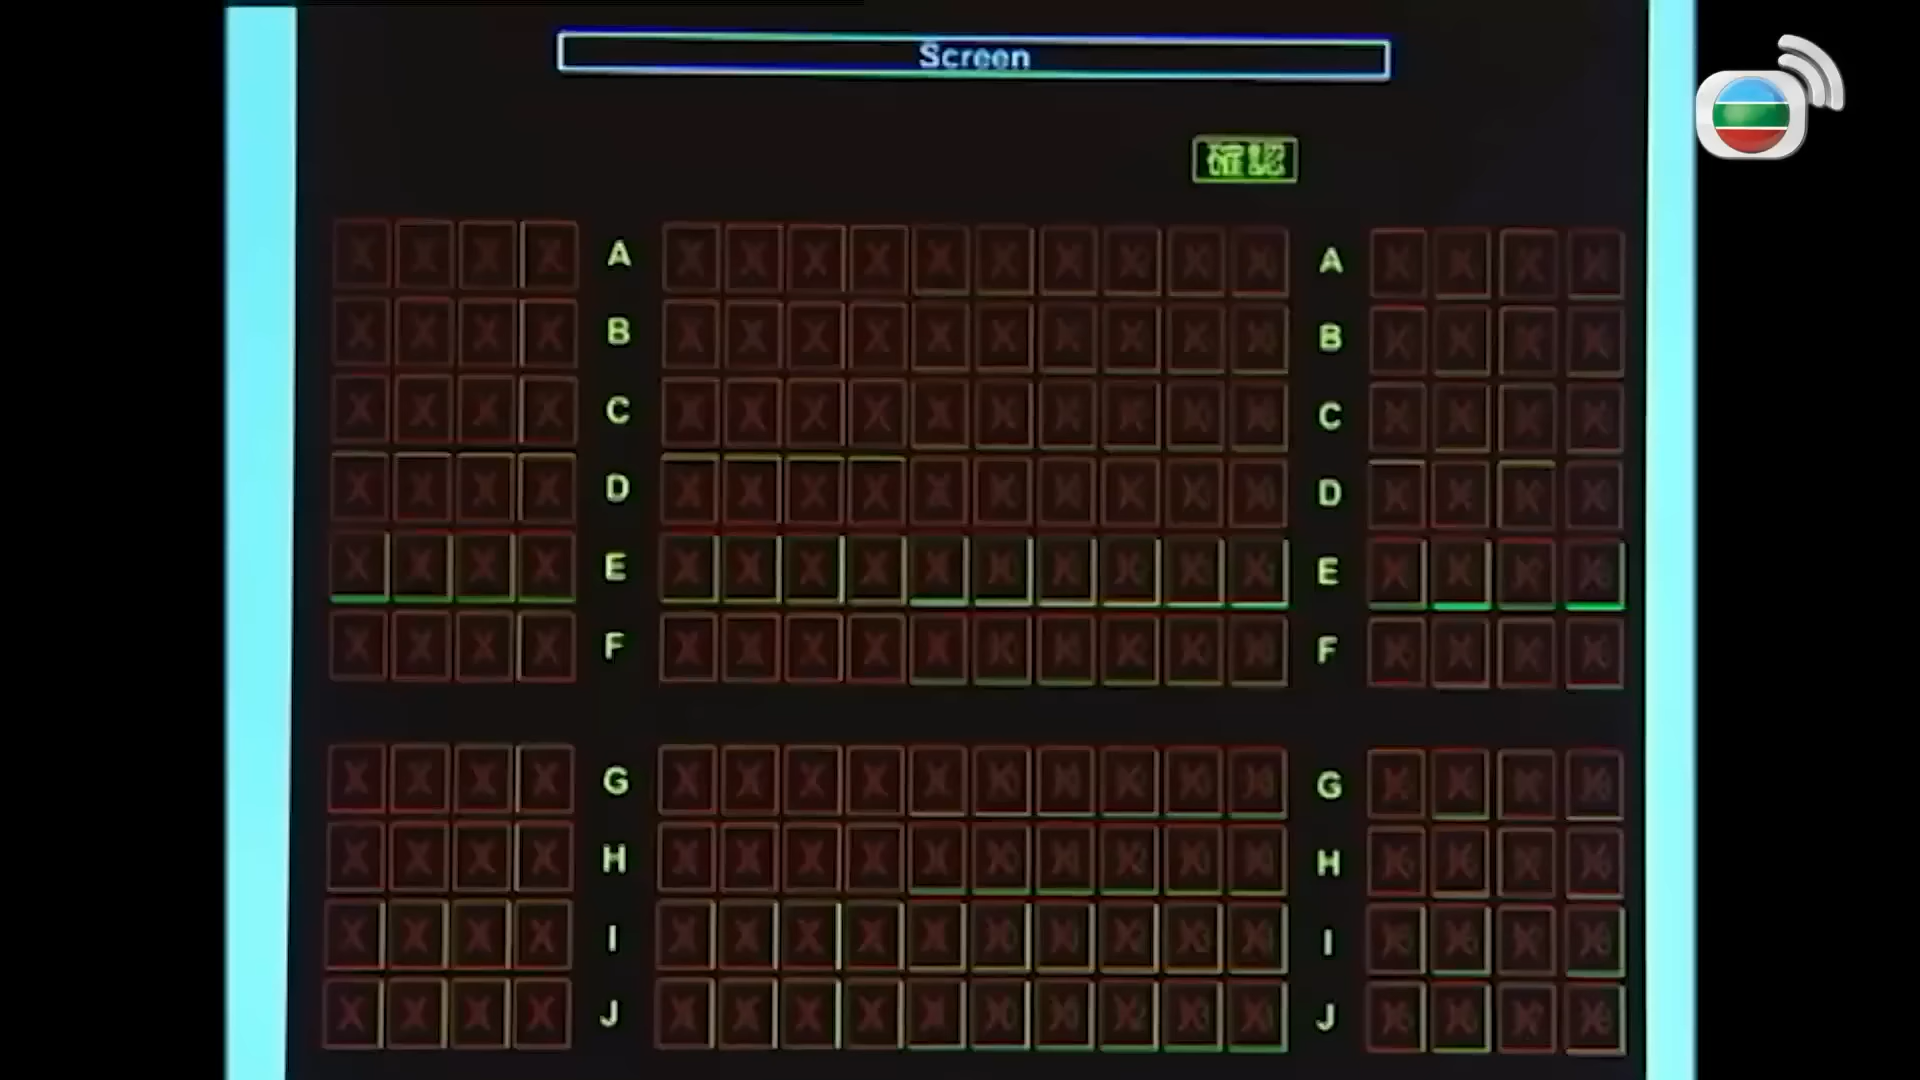 Screen
確認
X X X X A X X X X X X X X X X A X X X X
X X X X B X X X X X X X X X X B X X X X
X X X X C X X X X X X X X X X C X X X X
X X X X D X X X X X X X X X X D X X X X
X X X X E X X X X X X X X X X E X X X X
X X X X F X X X X X X X X X X F X X X X
X X X X G X X X X X X X X X X G X X X X
X X X X H X X X X X X X X X X H X X X X
X X X X I X X X X X X X X X X I X X X X
X X X X J X X X X X X X X X X J X X X X